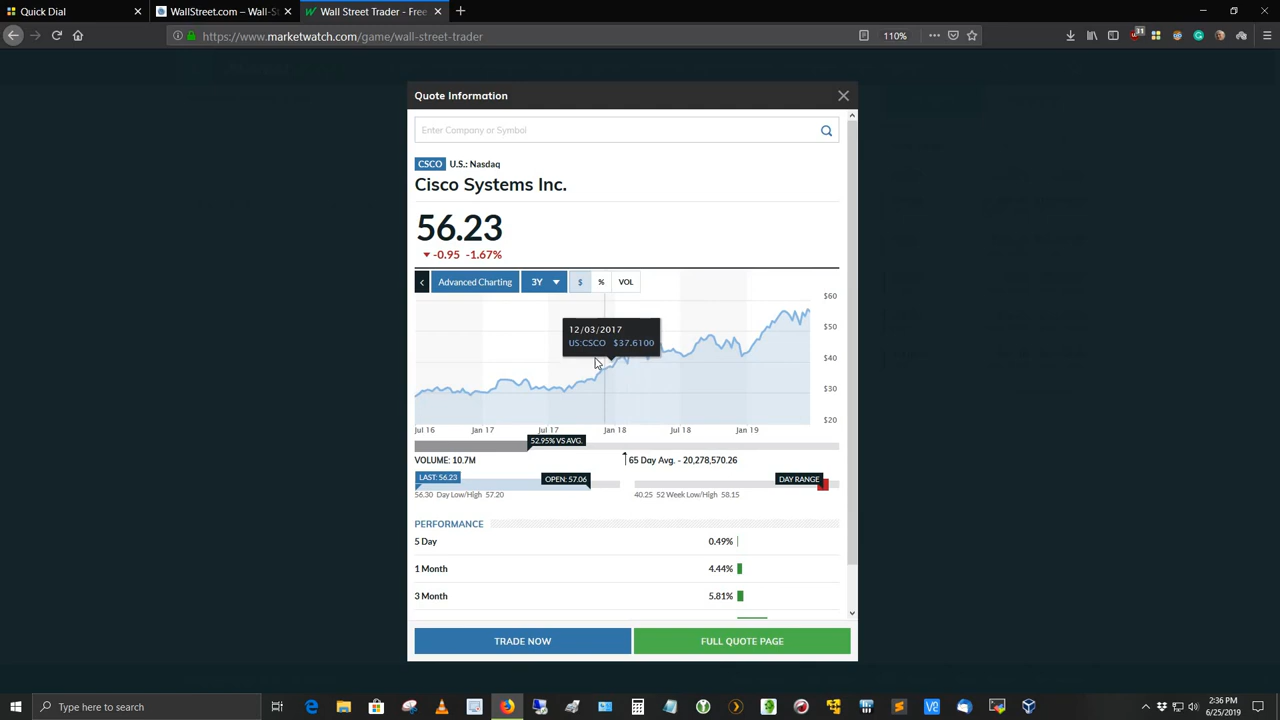 Quick Dial
WallStreet.com – Wall-S
Wall Street Trader - Free
https://www.marketwatch.com/game/wall-street-trader
110%
31
Quote Information
Enter Company or Symbol
CSCO U.S.: Nasdaq
Cisco Systems Inc.
56.23
-0.95 -1.67%
Advanced Charting 3Y $ % VOL
12/03/2017
US:CSCO $37.6100
$60
$50
$40
$30
$20
Jul 16 Jan 17 Jul 17 Jan 18 Jul 18 Jan 19
52.95% VS AVG.
VOLUME: 10.7M 65 Day Avg. - 20,278,570.26
LAST: 56.23 OPEN: 57.06 DAY RANGE
56.30 Day Low/High 57.20 40.25 52 Week Low/High 58.15
PERFORMANCE
5 Day 0.49%
1 Month 4.44%
3 Month 5.81%
TRADE NOW FULL QUOTE PAGE
Type here to search
2:36 PM
6/25/2019